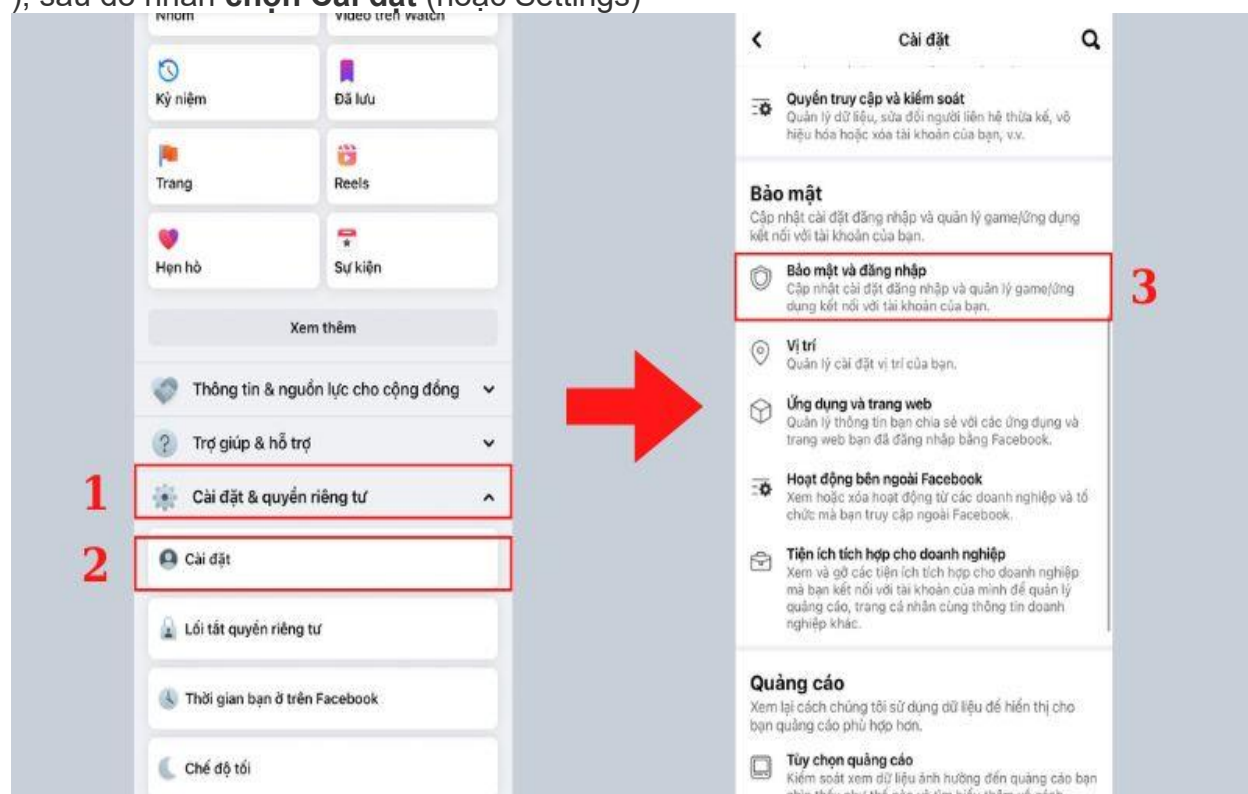 ), sau đó nhấn chọn Cài đặt (hoặc Settings)
Nhóm
Video trên Watch
Kỷ niệm
Đã lưu
Trang
Reels
Hẹn hò
Sự kiện
Xem thêm
Thông tin & nguồn lực cho cộng đồng
Trợ giúp & hỗ trợ
1
Cài đặt & quyền riêng tư
2
Cài đặt
Lối tắt quyền riêng tư
Thời gian bạn ở trên Facebook
Chế độ tối
Cài đặt
Quyền truy cập và kiểm soát
Quản lý dữ liệu, sửa đổi người liên hệ thừa kế, vô
hiệu hóa hoặc xóa tài khoản của bạn, v.v.
Bảo mật
Cập nhật cài đặt đăng nhập và quản lý game/ứng dụng
kết nối với tài khoản của bạn.
Bảo mật và đăng nhập
Cập nhật cài đặt đăng nhập và quản lý game/ứng
dụng kết nối với tài khoản của bạn.
3
Vị trí
Quản lý cài đặt vị trí của bạn.
Ứng dụng và trang web
Quản lý thông tin bạn chia sẻ với các ứng dụng và
trang web bạn đã đăng nhập bằng Facebook.
Hoạt động bên ngoài Facebook
Xem hoặc xóa hoạt động từ các doanh nghiệp và tổ
chức mà bạn truy cập ngoài Facebook.
Tiện ích tích hợp cho doanh nghiệp
Xem và gỡ các tiện ích tích hợp cho doanh nghiệp
mà bạn kết nối với tài khoản của mình để quản lý
quảng cáo, trang cá nhân cùng thông tin doanh
nghiệp khác.
Quảng cáo
Xem lại cách chúng tôi sử dụng dữ liệu để hiển thị cho
bạn quảng cáo phù hợp hơn.
Tùy chọn quảng cáo
Kiểm soát xem dữ liệu ảnh hưởng đến quảng cáo bạn